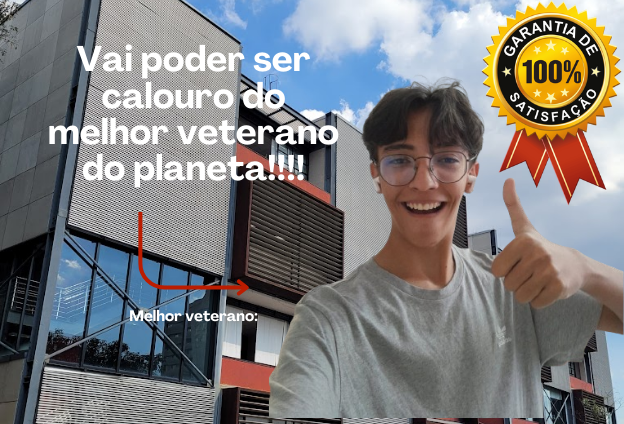 Vai poder ser
calouro do
melhor veterano
do planeta!!!!
Melhor veterano:
GARANTIA DE
100%
SATISFAÇÃO